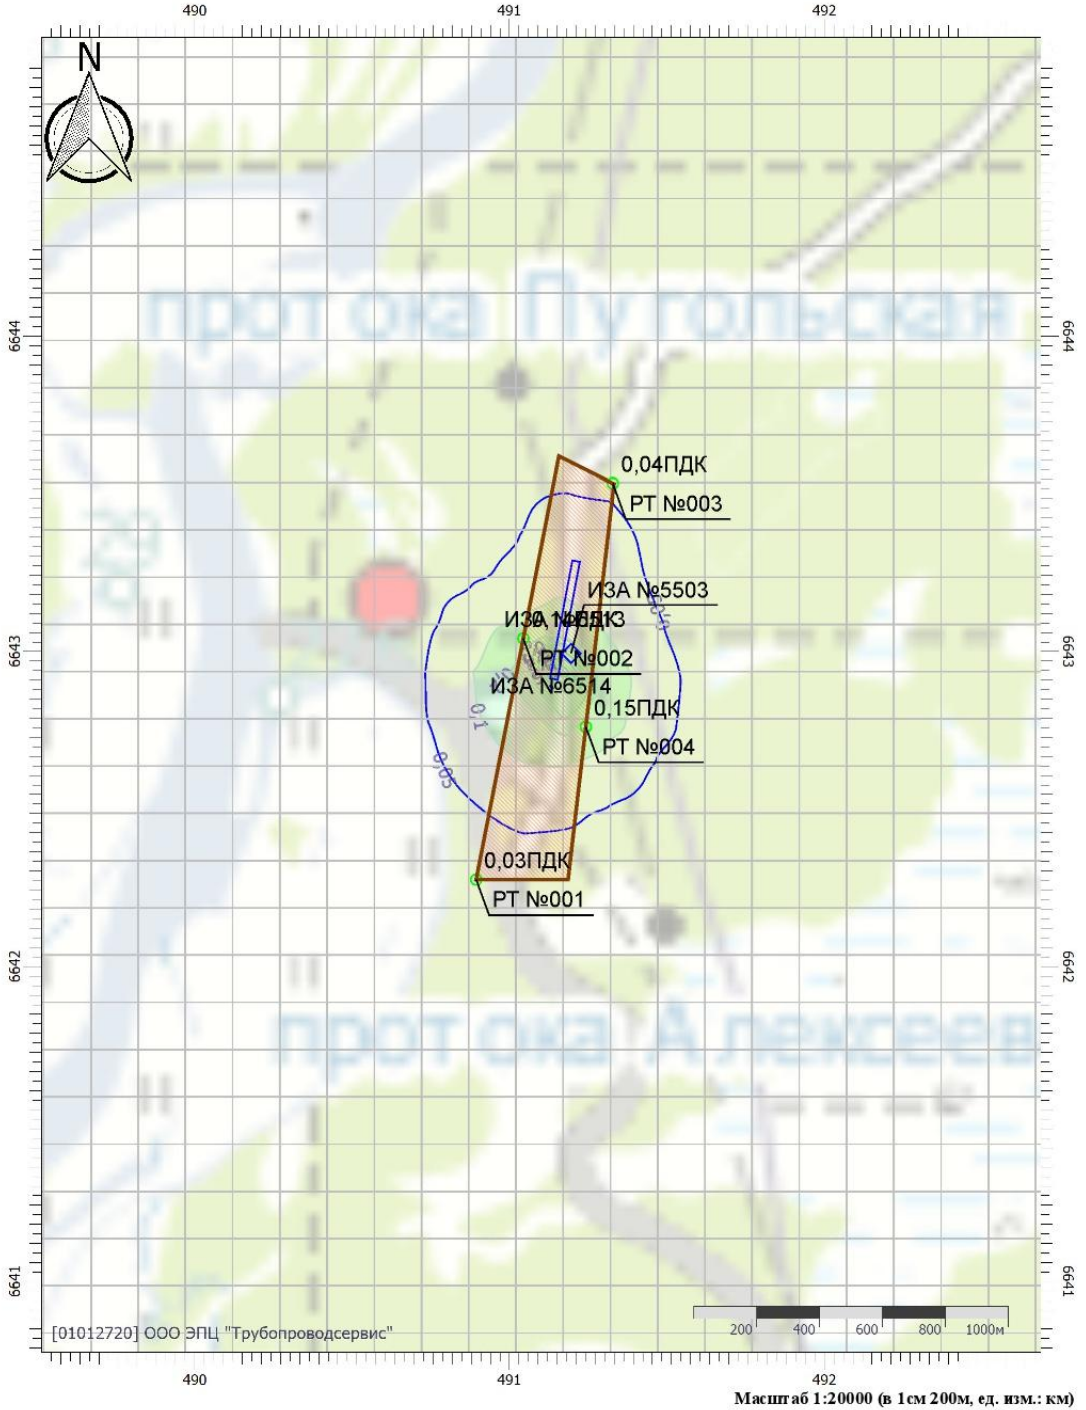 490 491 492
N
6644 6644
протока Пугольская
0,04ПДК
РТ №003
ИЗА №5503
0,05
6643 6643
РТ №002
ИЗА №6514
0,1
0,15ПДК
РТ №004
0,05
0,03ПДК
РТ №001
6642 6642
протока Алексеев
6641 6641
200 400 600 800 1000м
[01012720] ООО ЭПЦ "Трубопроводсервис"
490 491 492
Масштаб 1:20000 (в 1см 200м, ед. изм.: км)